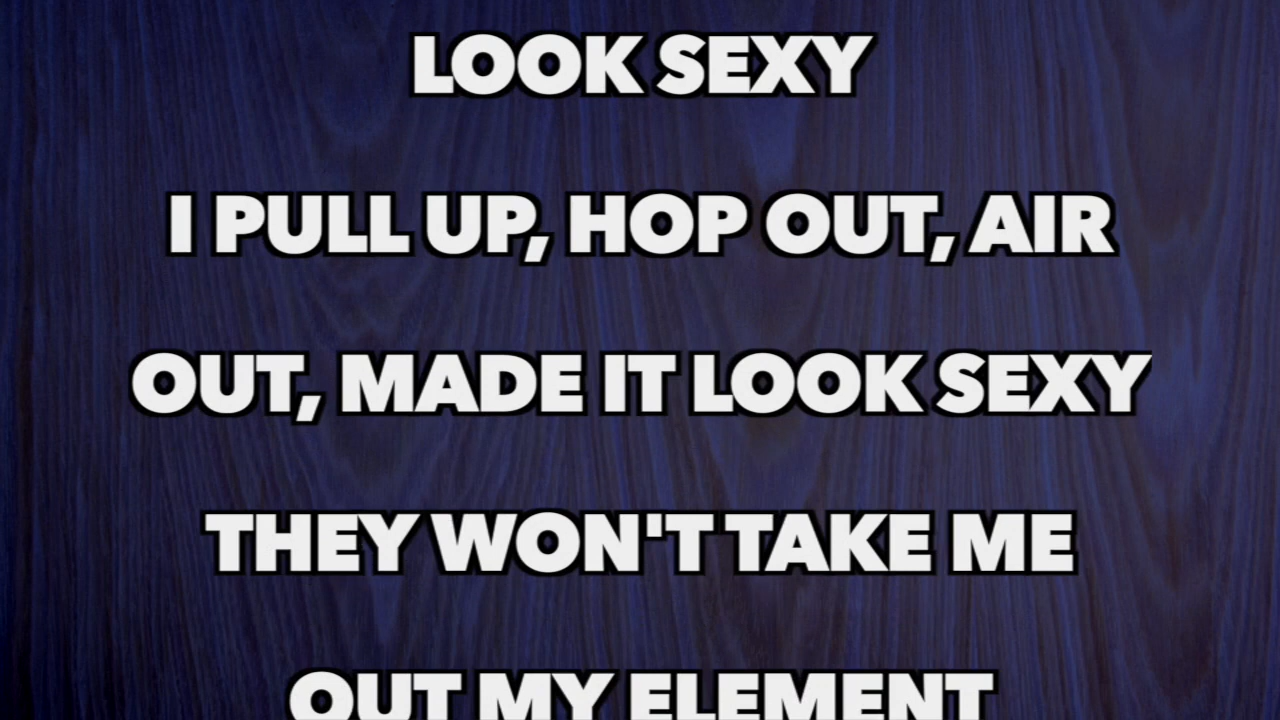 LOOK SEXY
I PULL UP, HOP OUT, AIR
OUT, MADE IT LOOK SEXY
THEY WON'T TAKE ME
OUT MY ELEMENT